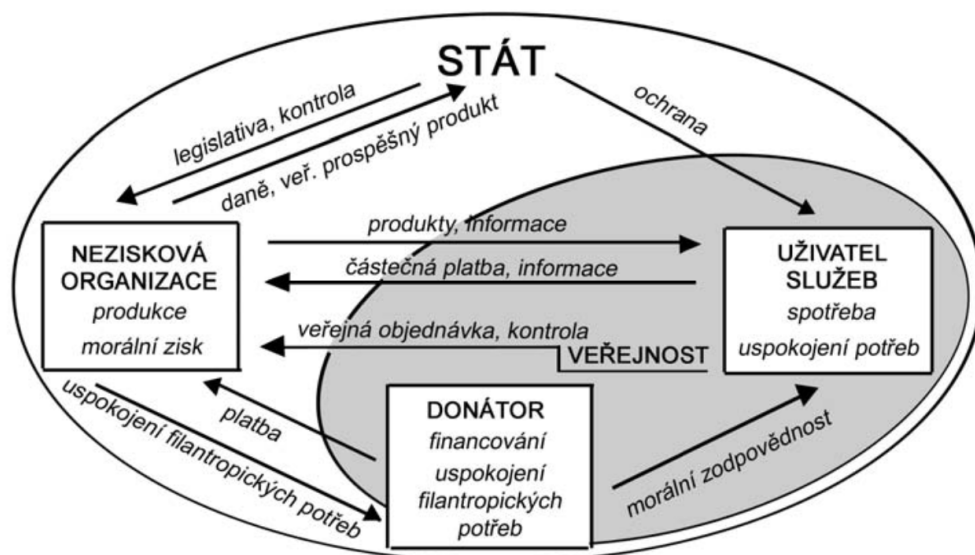 STÁT
legislativa, kontrola
daně, veř. prospěšný produkt
ochrana
NEZISKOVÁ
ORGANIZACE
produkce
morální zisk
produkty, informace
částečná platba, informace
veřejná objednávka, kontrola
VEŘEJNOST
UŽIVATEL
SLUŽEB
spotřeba
uspokojení potřeb
uspokojení filantropických potřeb
platba
DONÁTOR
financování
uspokojení
filantropických
potřeb
morální zodpovědnost